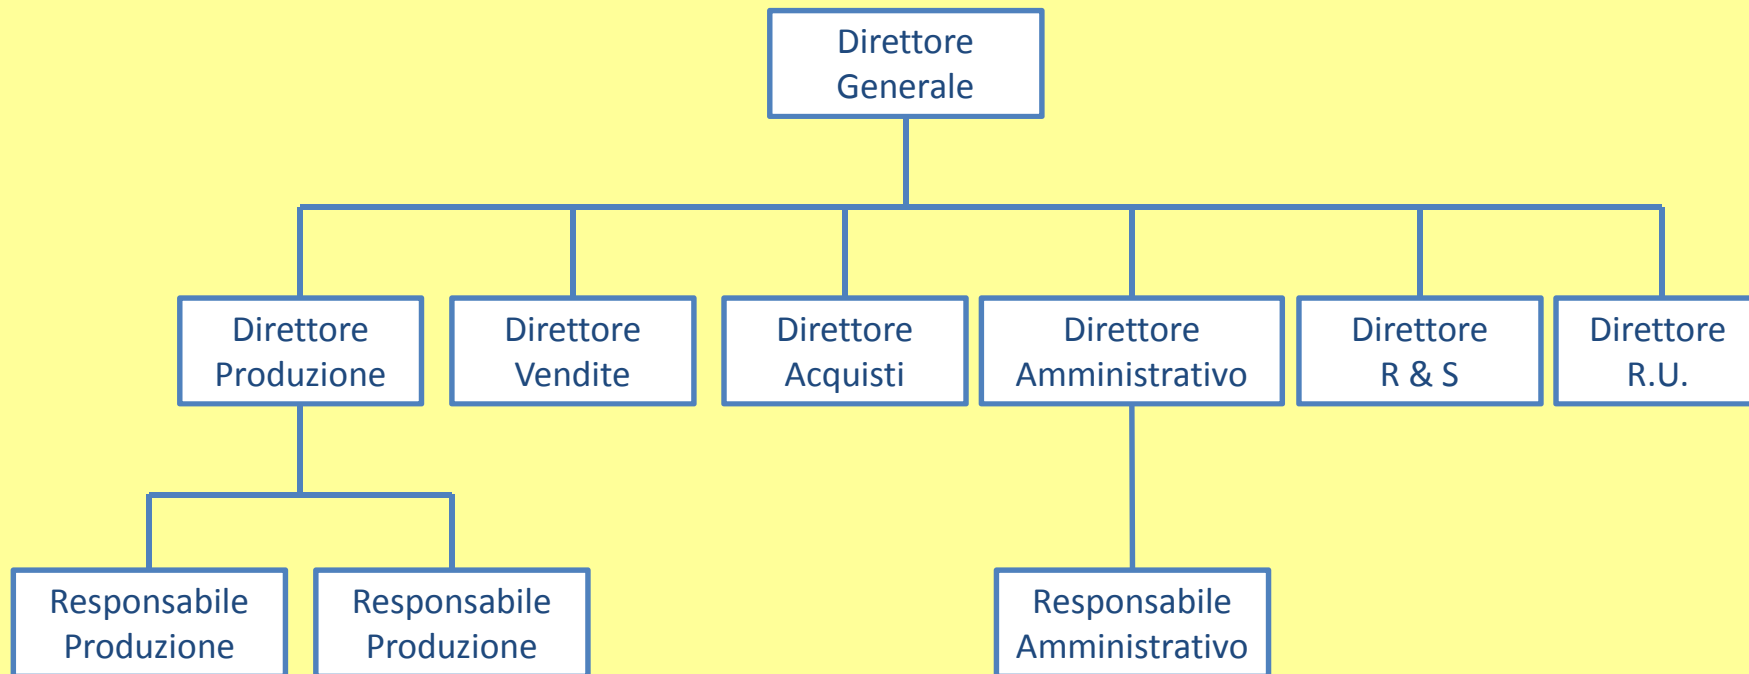 Direttore
Generale
Direttore
Produzione
Direttore
Vendite
Direttore
Acquisti
Direttore
Amministrativo
Direttore
R & S
Direttore
R.U.
Responsabile
Produzione
Responsabile
Produzione
Responsabile
Amministrativo